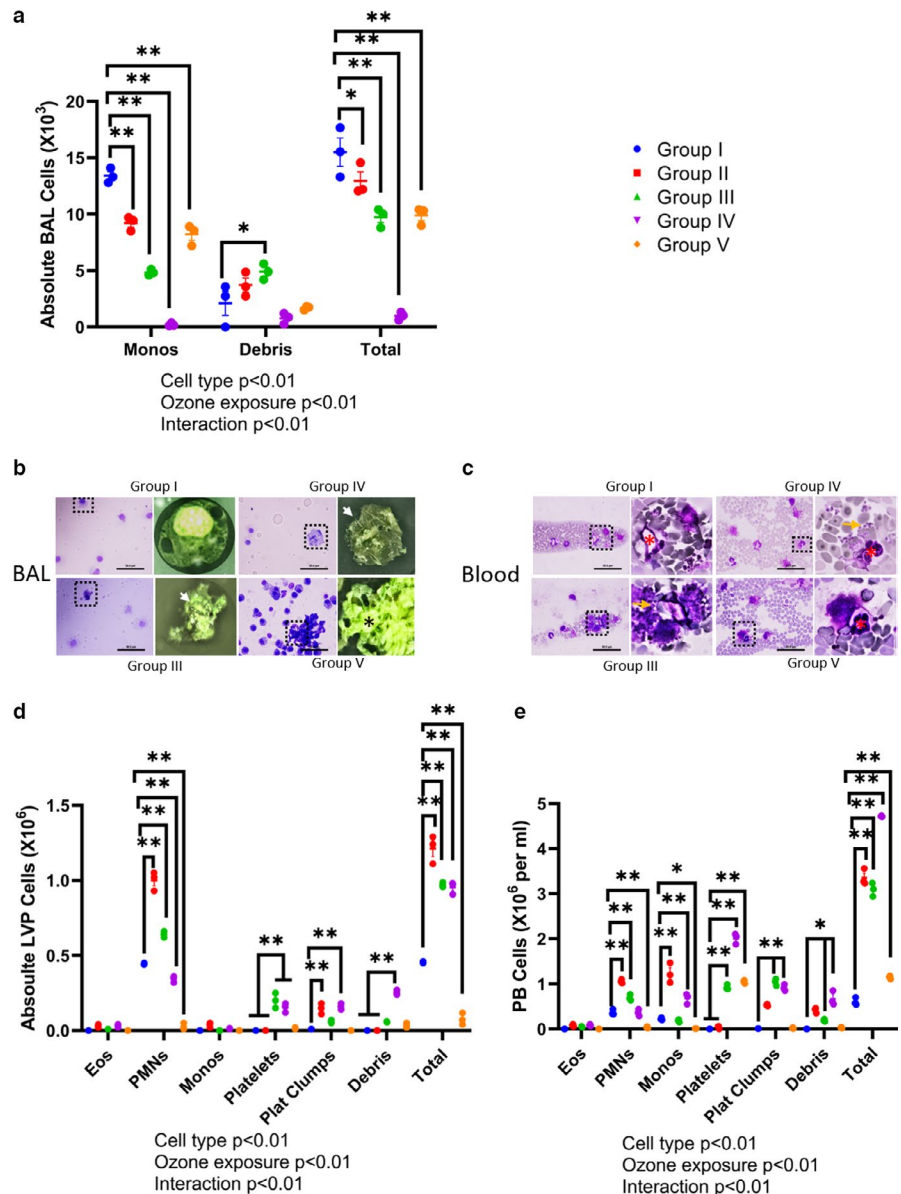 a
Absolute BAL Cells (X10³)
20
15
10
5
0
**
**
**
**
*
**
**
**
*
Monos
Debris
Total
Cell type p<0.01
Ozone exposure p<0.01
Interaction p<0.01
Group I
Group II
Group III
Group IV
Group V
b
Group I
Group IV
BAL
*
Group III
Group V
c
Group I
Group IV
Blood
*
*
*
Group III
Group V
d
Absoulte LVP Cells (X10⁶)
1.5
1.0
0.5
0.0
**
**
**
**
**
**
**
**
**
**
**
**
Eos
PMNs
Monos
Platelets
Plat Clumps
Debris
Total
Cell type p<0.01
Ozone exposure p<0.01
Interaction p<0.01
e
PB Cells (X10⁶ per ml)
5
4
3
2
1
0
**
**
**
*
**
**
**
**
**
**
*
**
**
**
**
Eos
PMNs
Monos
Platelets
Plat Clumps
Debris
Total
Cell type p<0.01
Ozone exposure p<0.01
Interaction p<0.01